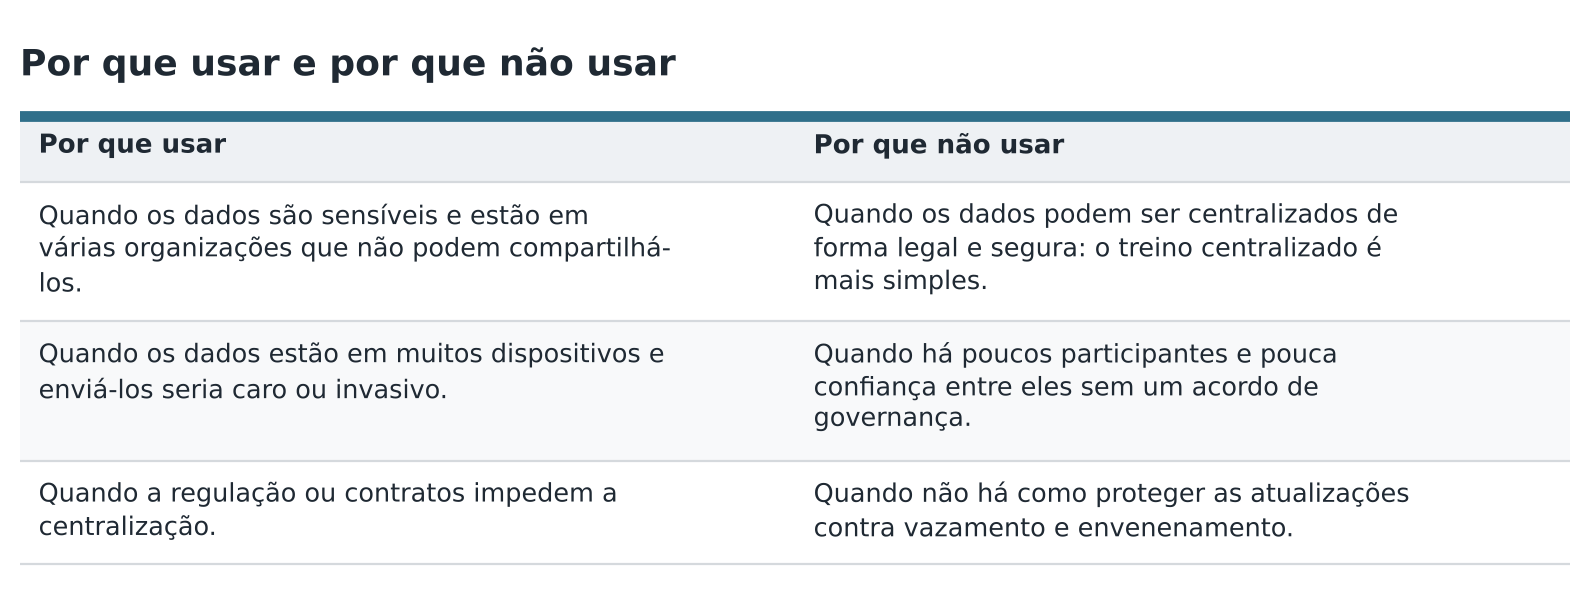 Por que usar e por que não usar
Por que usar
Por que não usar
Quando os dados são sensíveis e estão em
várias organizações que não podem compartilhá-
los.
Quando os dados podem ser centralizados de
forma legal e segura: o treino centralizado é
mais simples.
Quando os dados estão em muitos dispositivos e
enviá-los seria caro ou invasivo.
Quando há poucos participantes e pouca
confiança entre eles sem um acordo de
governança.
Quando a regulação ou contratos impedem a
centralização.
Quando não há como proteger as atualizações
contra vazamento e envenenamento.